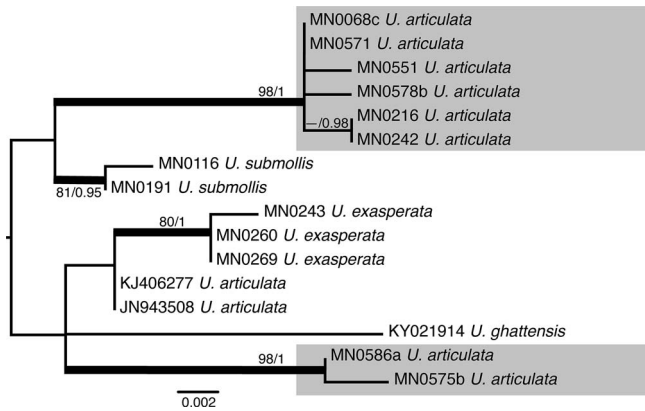 MN0068c U. articulata
MN0571 U. articulata
MN0551 U. articulata
98/1
MN0578b U. articulata
MN0216 U. articulata
—/0.98
MN0242 U. articulata
MN0116 U. submollis
81/0.95
MN0191 U. submollis
MN0243 U. exasperata
80/1
MN0260 U. exasperata
MN0269 U. exasperata
KJ406277 U. articulata
JN943508 U. articulata
KY021914 U. ghattensis
98/1
MN0586a U. articulata
MN0575b U. articulata
0.002